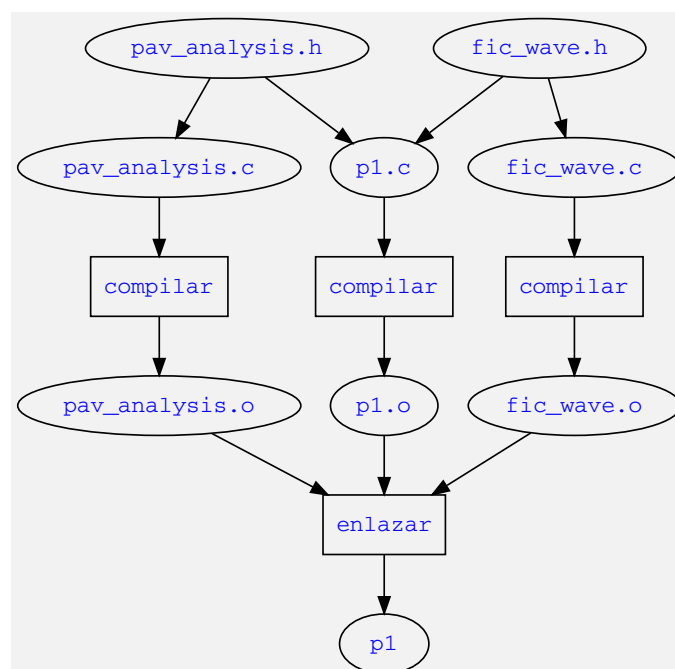 pav_analysis.h
fic_wave.h
pav_analysis.c
p1.c
fic_wave.c
compilar
compilar
compilar
pav_analysis.o
p1.o
fic_wave.o
enlazar
p1